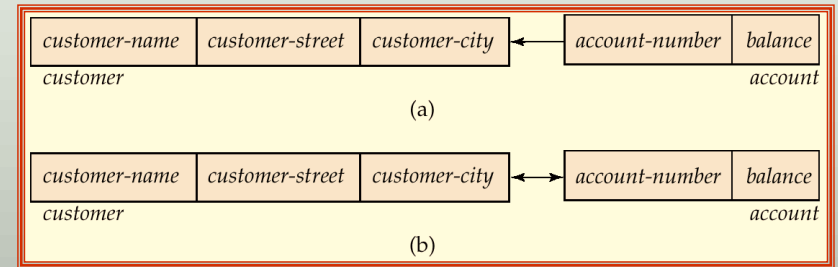 customer-name customer-street customer-city account-number balance
customer account
(a)
customer-name customer-street customer-city account-number balance
customer account
(b)